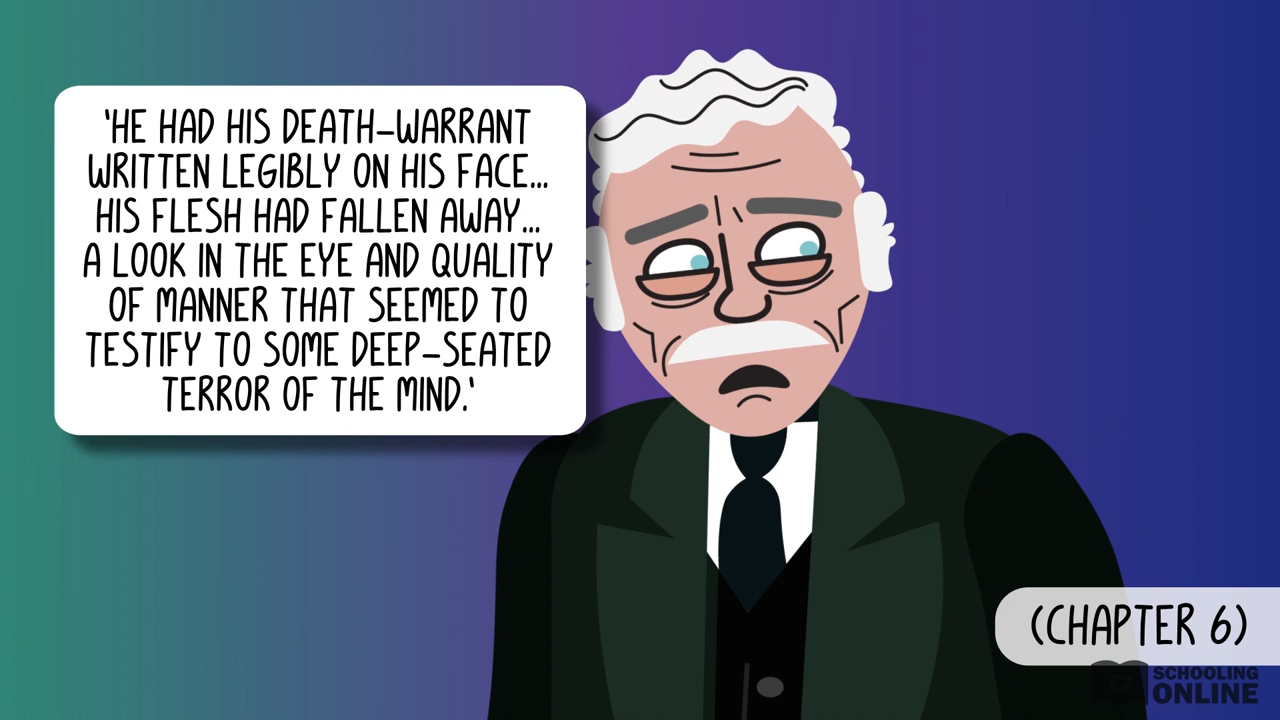 'HE HAD HIS DEATH-WARRANT
WRITTEN LEGIBLY ON HIS FACE...
HIS FLESH HAD FALLEN AWAY...
A LOOK IN THE EYE AND QUALITY
OF MANNER THAT SEEMED TO
TESTIFY TO SOME DEEP-SEATED
TERROR OF THE MIND.'
(CHAPTER 6)
SCHOOLING
ONLINE